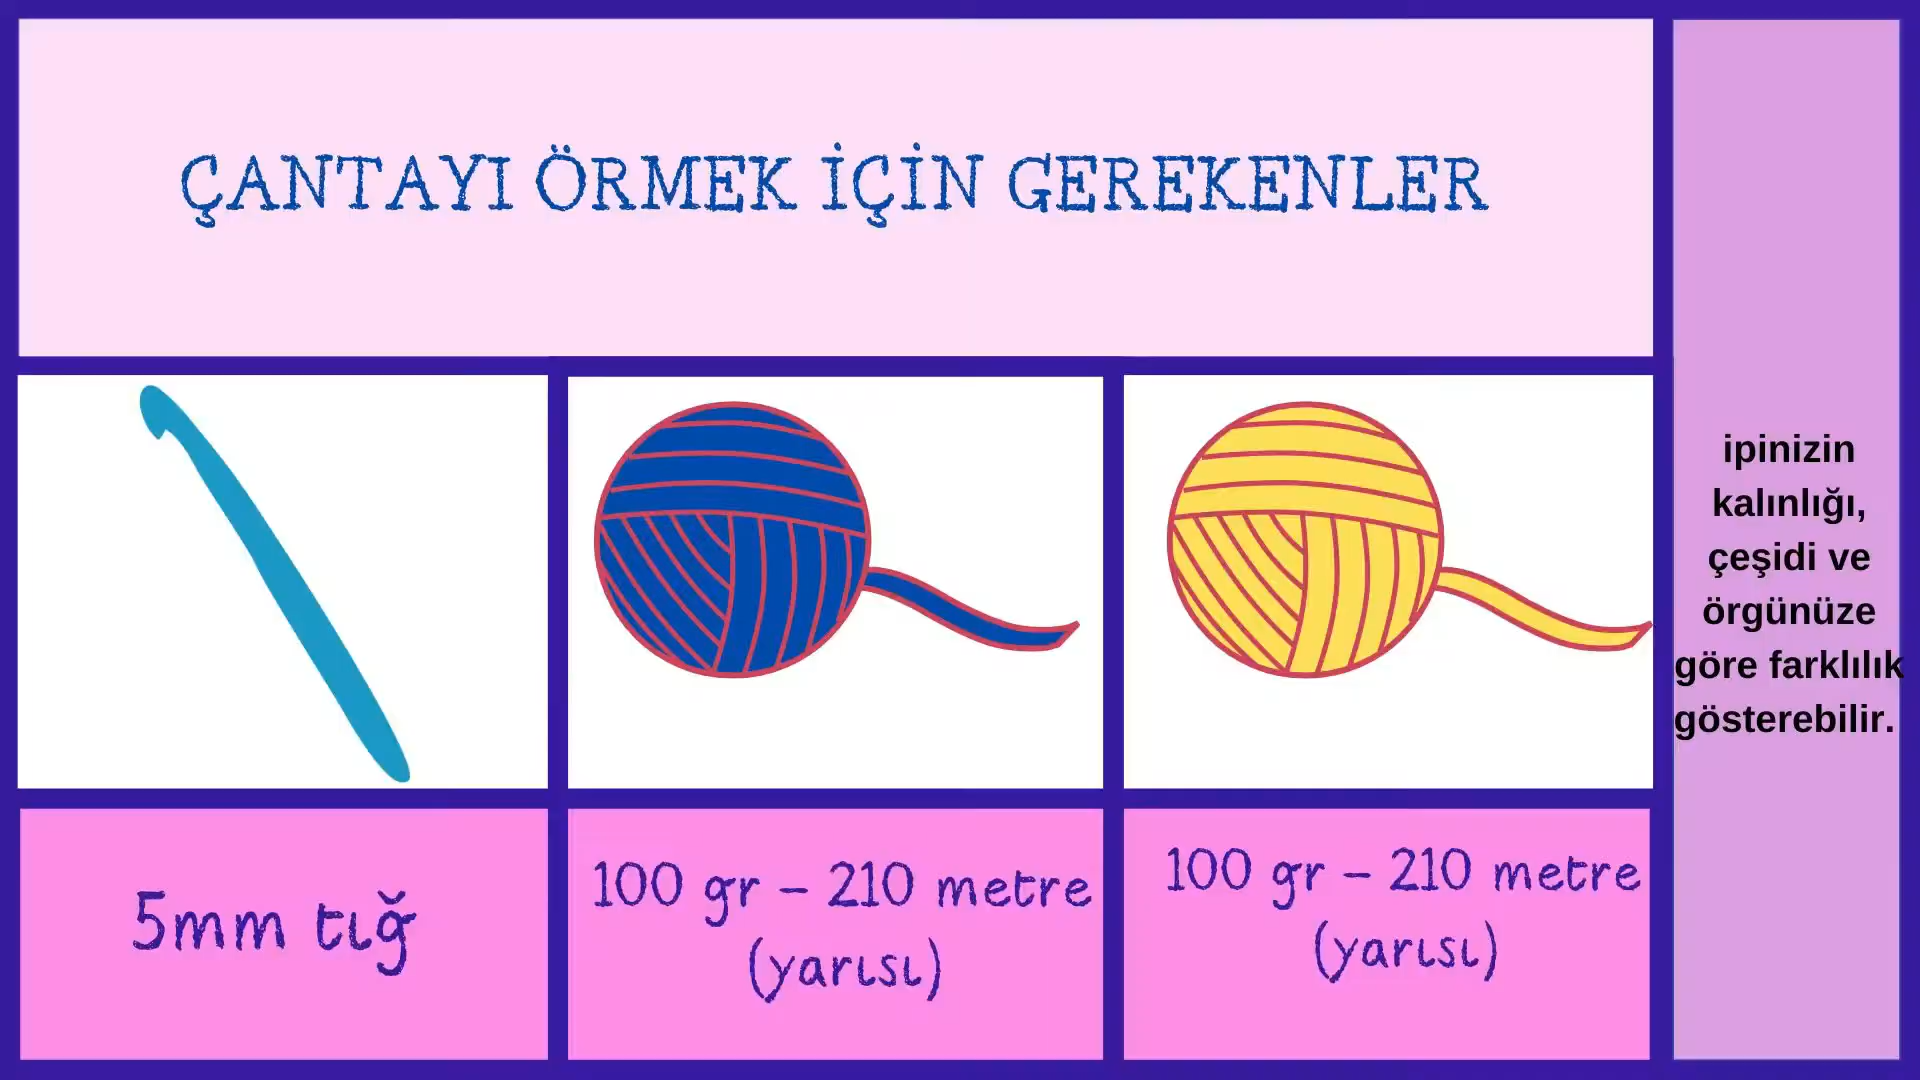 ÇANTAYI ÖRMEK İÇİN GEREKENLER
5mm tığ
100 gr – 210 metre
(yarısı)
100 gr – 210 metre
(yarısı)
ipinizin
kalınlığı,
çeşidi ve
örgünüze
göre farklılık
gösterebilir.